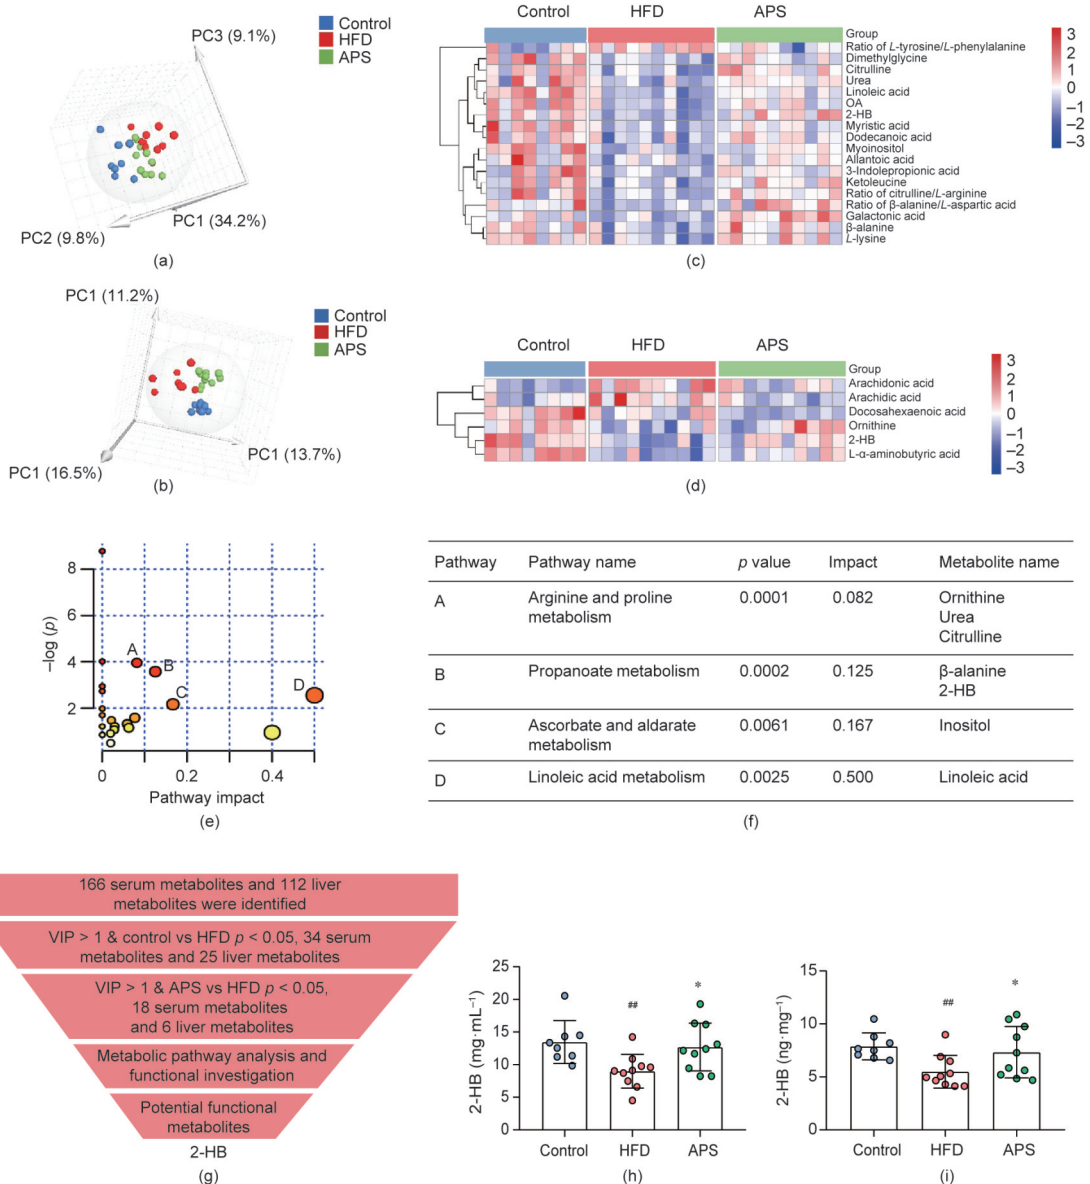 Control
HFD
APS
PC3 (9.1%)
PC1 (34.2%)
PC2 (9.8%)
(a)
Control HFD APS
Group
Ratio of L-tyrosine/L-phenylalanine
Dimethylglycine
Citrulline
Urea
Linoleic acid
OA
2-HB
Myristic acid
Dodecanoic acid
Myoinositol
Allantoic acid
3-Indolepropionic acid
Ketoleucine
Ratio of citrulline/L-arginine
Ratio of β-alanine/L-aspartic acid
Galactonic acid
β-alanine
L-lysine
3
2
1
0
−1
−2
−3
(c)
PC1 (11.2%)
Control
HFD
APS
PC1 (13.7%)
PC1 (16.5%)
(b)
Control HFD APS
Group
Arachidonic acid
Arachidic acid
Docosahexaenoic acid
Ornithine
2-HB
L-α-aminobutyric acid
3
2
1
0
−1
−2
−3
(d)
−log (p)
8
6
4
2
A
B
C
D
0 0.2 0.4
Pathway impact
(e)
Pathway Pathway name p value Impact Metabolite name
A Arginine and proline 0.0001 0.082 Ornithine
metabolism Urea
Citrulline
B Propanoate metabolism 0.0002 0.125 β-alanine
2-HB
C Ascorbate and aldarate 0.0061 0.167 Inositol
metabolism
D Linoleic acid metabolism 0.0025 0.500 Linoleic acid
(f)
166 serum metabolites and 112 liver
metabolites were identified
VIP > 1 & control vs HFD p < 0.05, 34 serum
metabolites and 25 liver metabolites
VIP > 1 & APS vs HFD p < 0.05,
18 serum metabolites
and 6 liver metabolites
Metabolic pathway analysis and
functional investigation
Potential functional
metabolites
2-HB
(g)
2-HB (mg·mL−1)
25
20
15
10
5
0
##
*
Control HFD APS
(h)
2-HB (ng·mg−1)
15
10
5
0
##
*
Control HFD APS
(i)